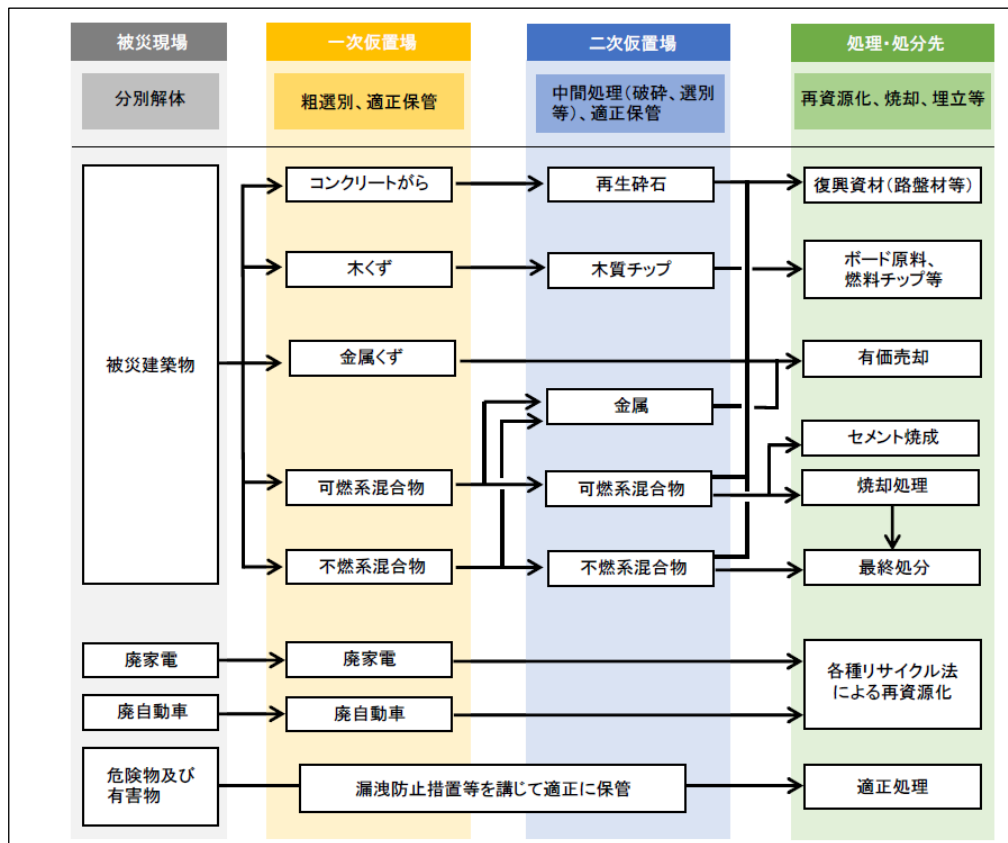 被災現場
一次仮置場
二次仮置場
処理・処分先
分別解体
粗選別、適正保管
中間処理(破砕、選別
等)、適正保管
再資源化、焼却、埋立等
被災建築物
コンクリートがら
再生砕石
復興資材(路盤材等)
木くず
木質チップ
ボード原料、
燃料チップ等
金属くず
有価売却
金属
セメント焼成
可燃系混合物
可燃系混合物
焼却処理
不燃系混合物
不燃系混合物
最終処分
廃家電
廃家電
各種リサイクル法
による再資源化
廃自動車
廃自動車
危険物及び
有害物
漏洩防止措置等を講じて適正に保管
適正処理